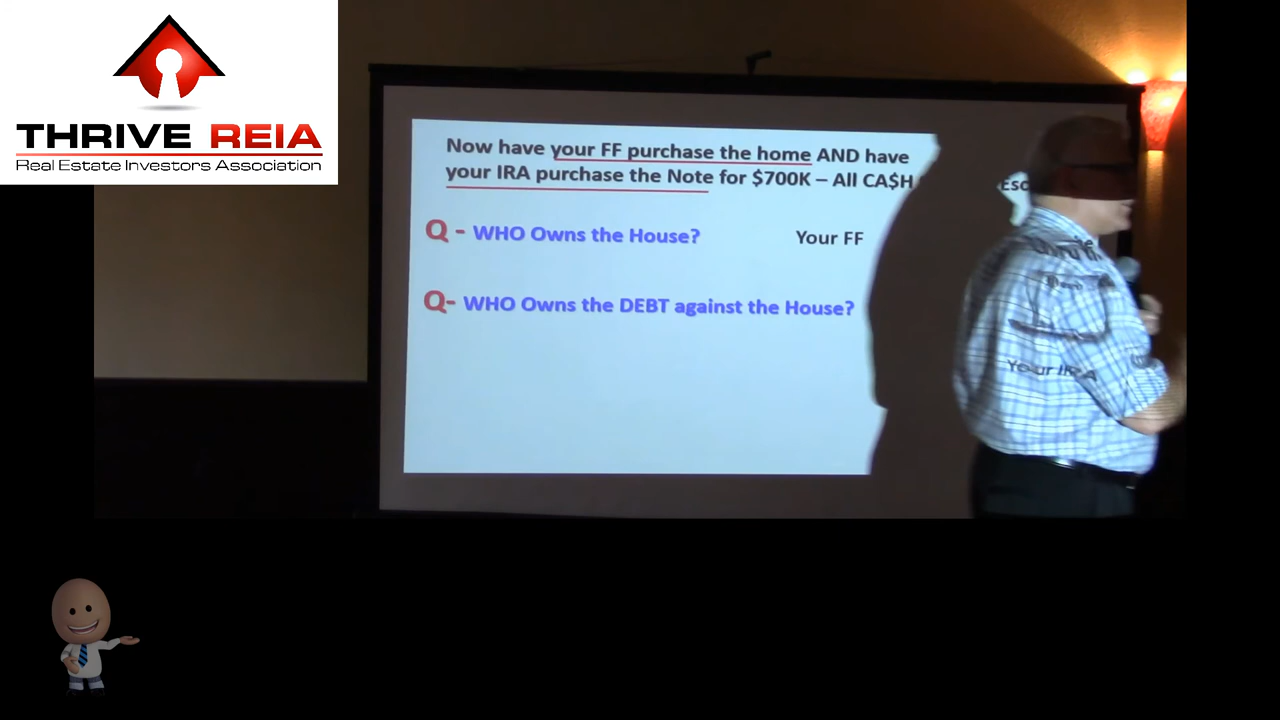 THRIVE REIA
Real Estate Investors Association
Now have your FF purchase the home AND have
your IRA purchase the Note for $700K – All CA$H
Q - WHO Owns the House? Your FF
Q- WHO Owns the DEBT against the House?
Your IRA